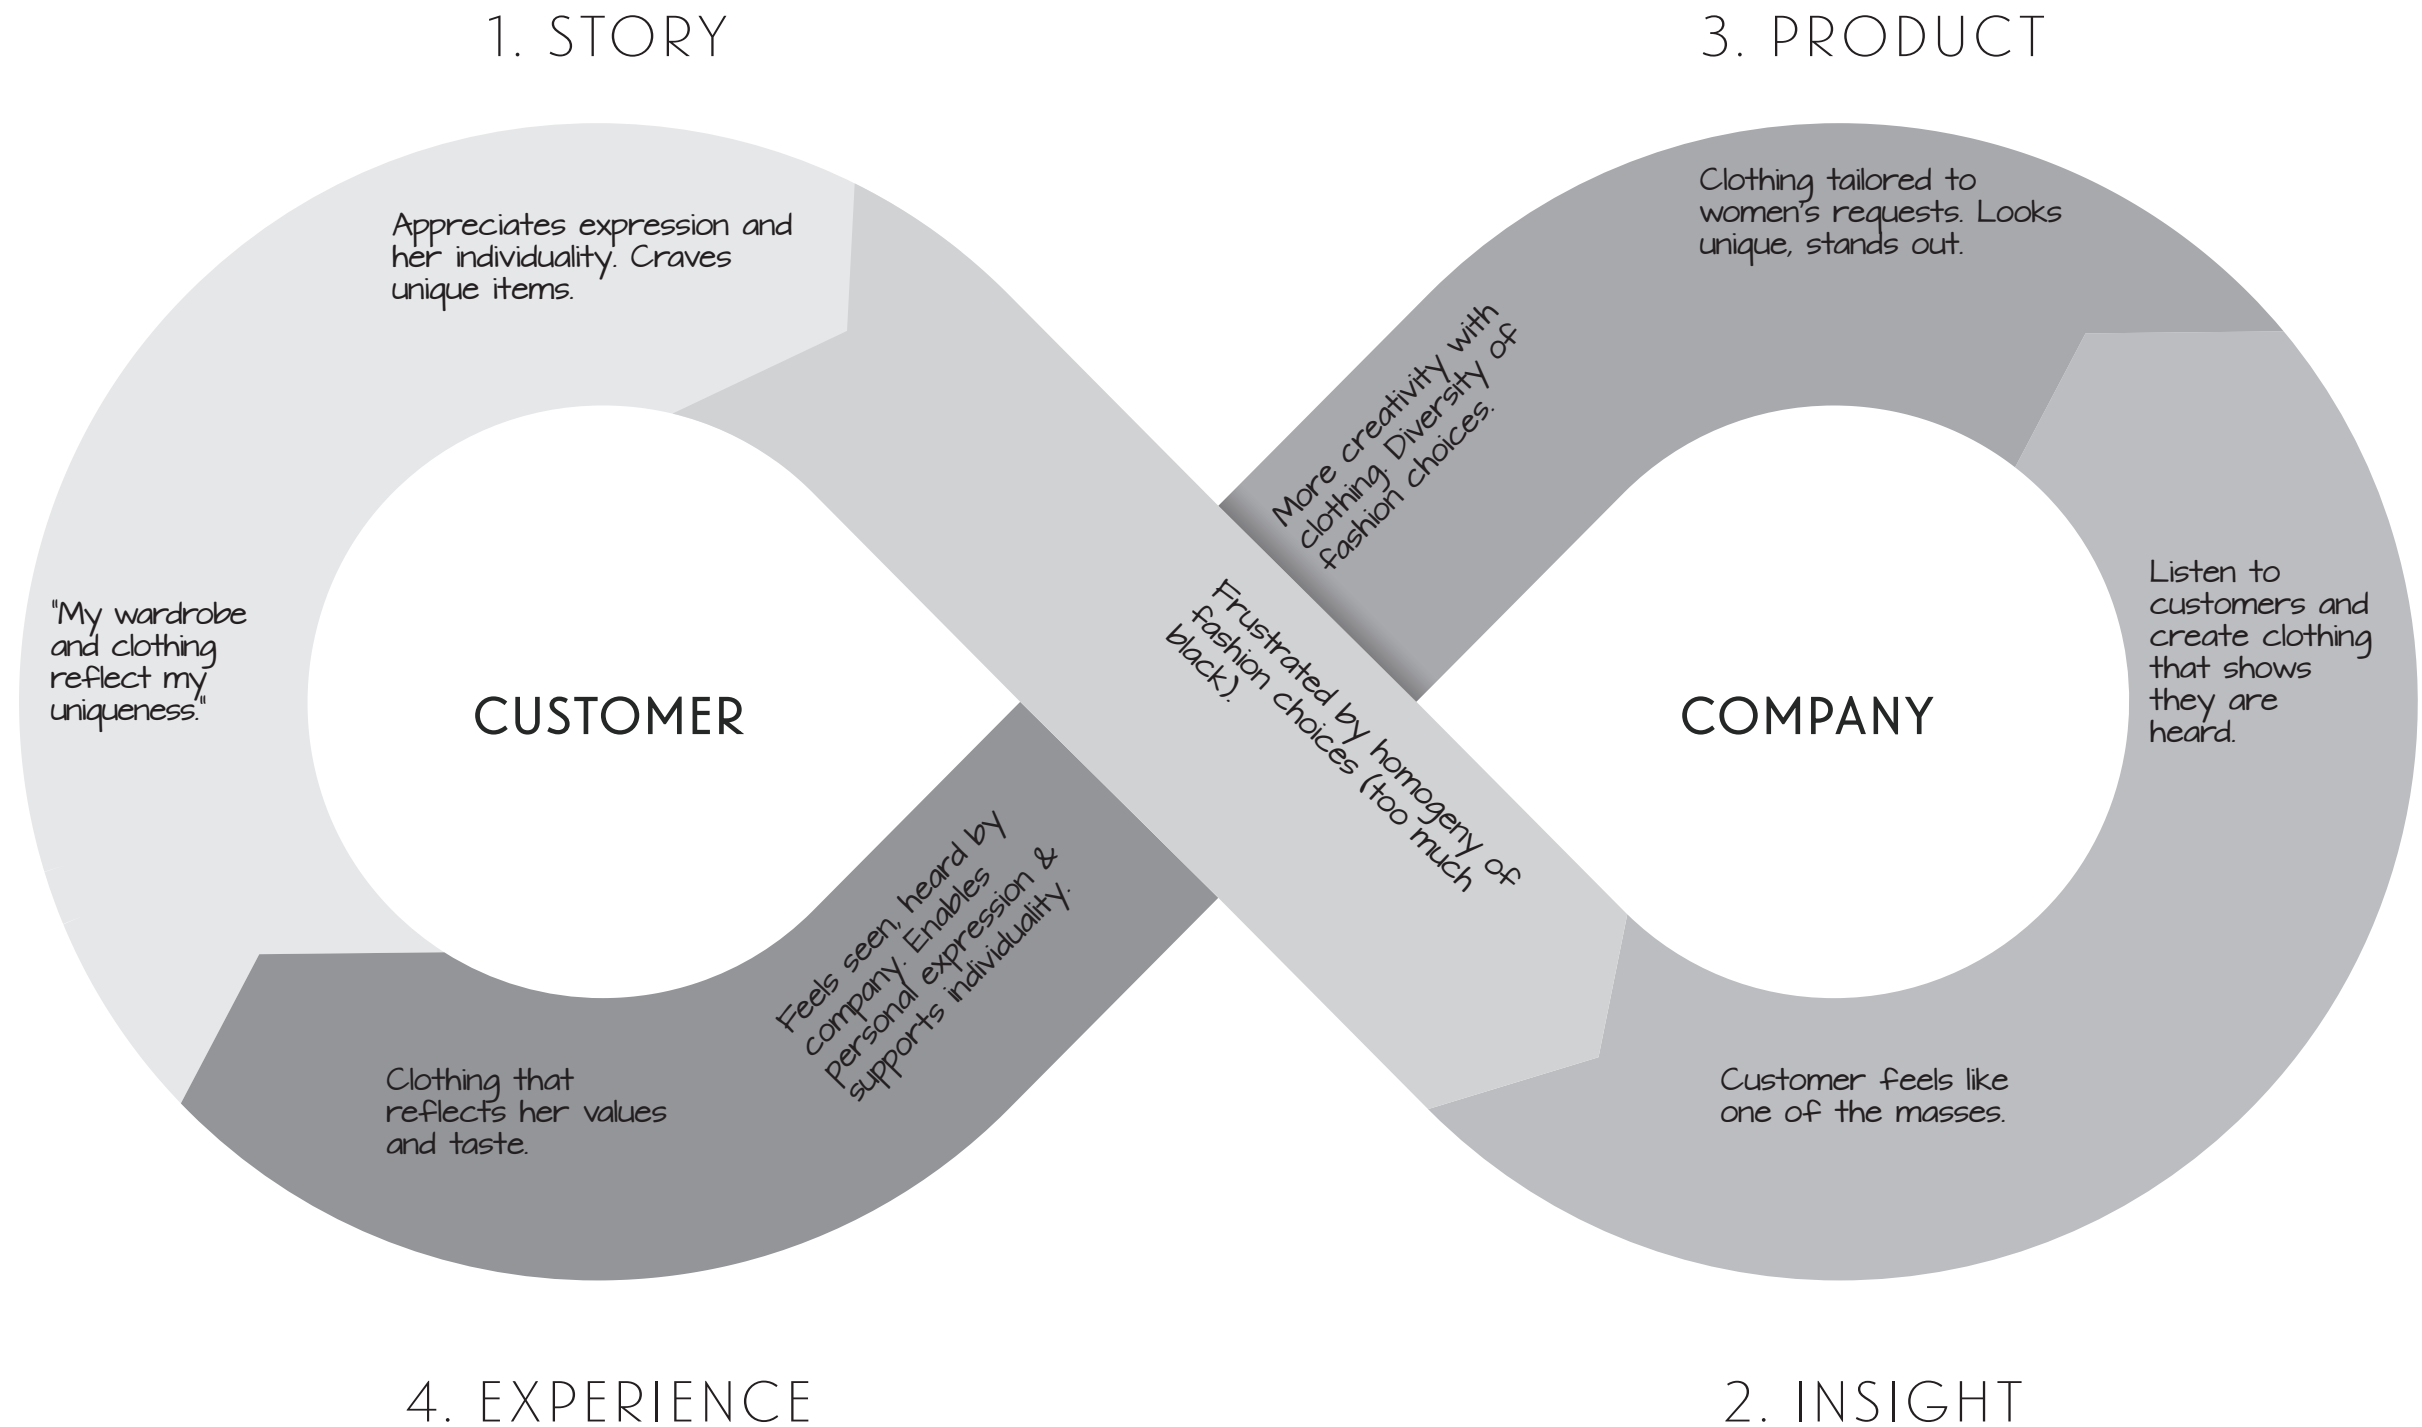 1. STORY
3. PRODUCT
Appreciates expression and
her individuality. Craves
unique items.
Clothing tailored to
women's requests. Looks
unique, stands out.
More creativity with
clothing. Diversity of
fashion choices.
"My wardrobe
and clothing
reflect my
uniqueness."
CUSTOMER
Frustrated by homogeny of
fashion choices (too much
black).
COMPANY
Listen to
customers and
create clothing
that shows
they are
heard.
Feels seen, heard by
company. Enables
personal expression &
supports individuality.
Clothing that
reflects her values
and taste.
Customer feels like
one of the masses.
4. EXPERIENCE
2. INSIGHT